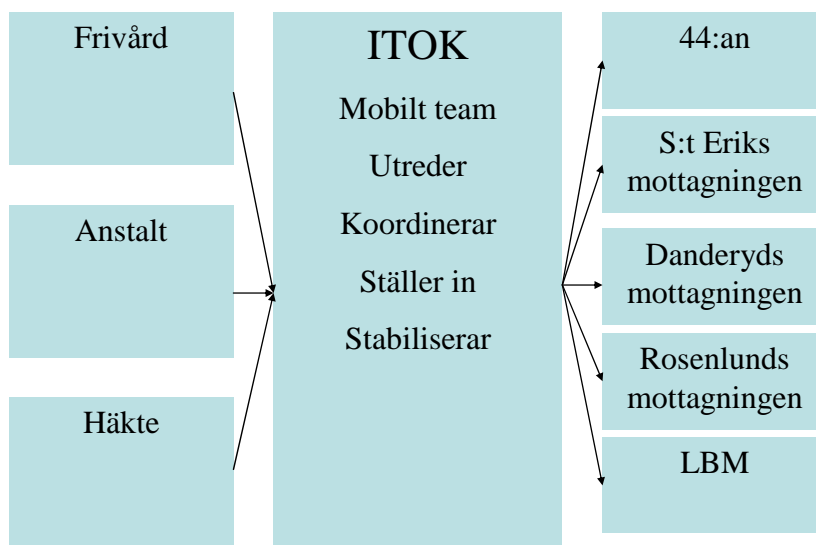 Frivård
Anstalt
Häkte
ITOK
Mobilt team
Utreder
Koordinerar
Ställer in
Stabiliserar
44:an
S:t Eriks
mottagningen
Danderyds
mottagningen
Rosenlunds
mottagningen
LBM